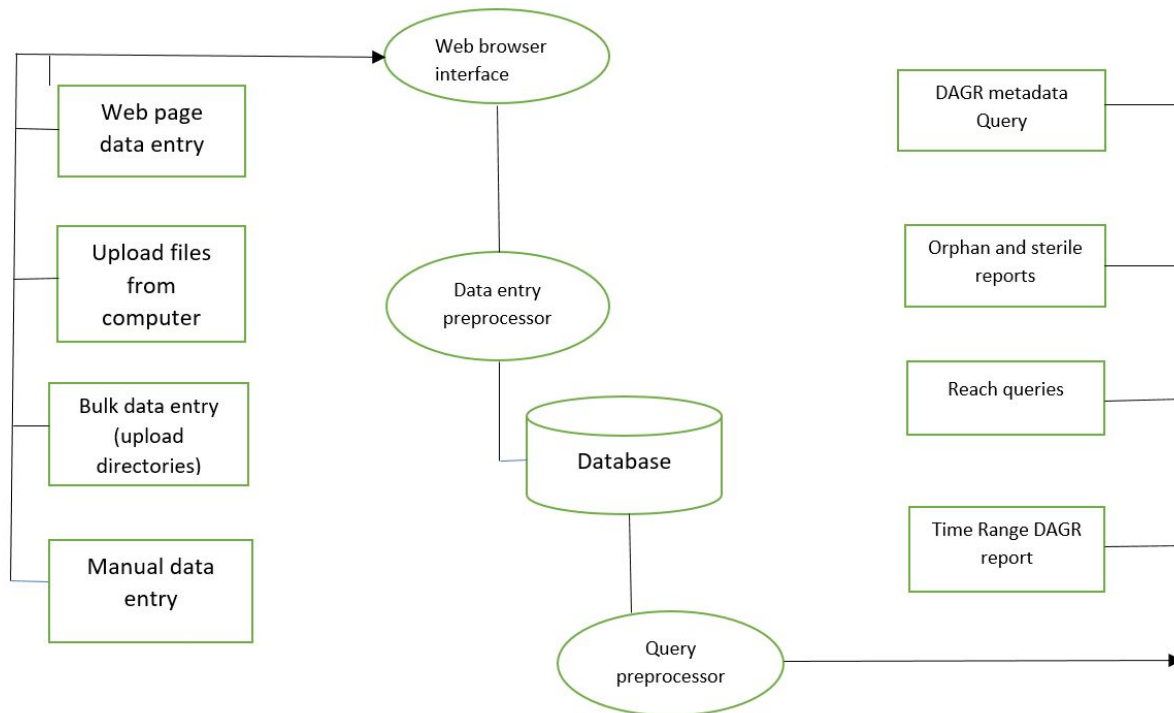 Web browser
interface
Web page
data entry
Upload files
from
computer
Bulk data entry
(upload
directories)
Manual data
entry
Data entry
preprocessor
Database
Query
preprocessor
DAGR metadata
Query
Orphan and sterile
reports
Reach queries
Time Range DAGR
report